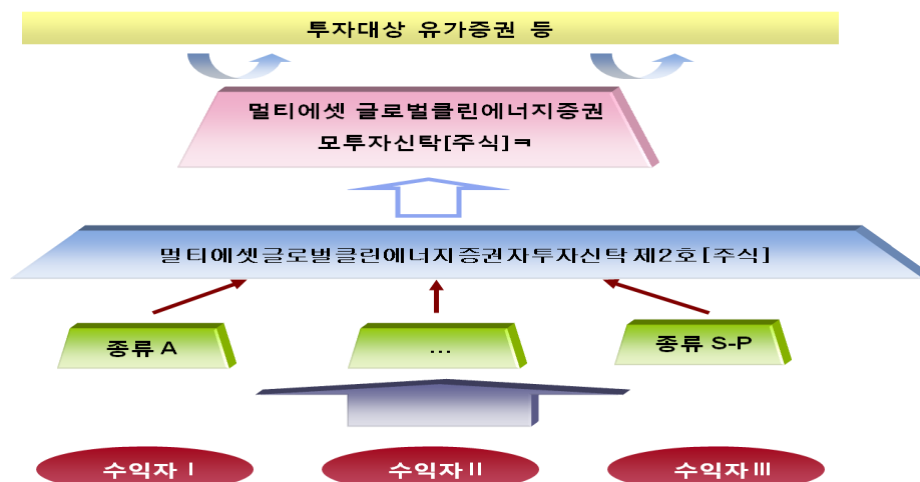 투자대상 유가증권 등
멀티에셋 글로벌클린에너지증권
모투자신탁[주식]ㅋ
멀티에셋글로벌클린에너지증권자투자신탁 제2호[주식]
종류 A
...
종류 S-P
수익자 I
수익자 II
수익자 III